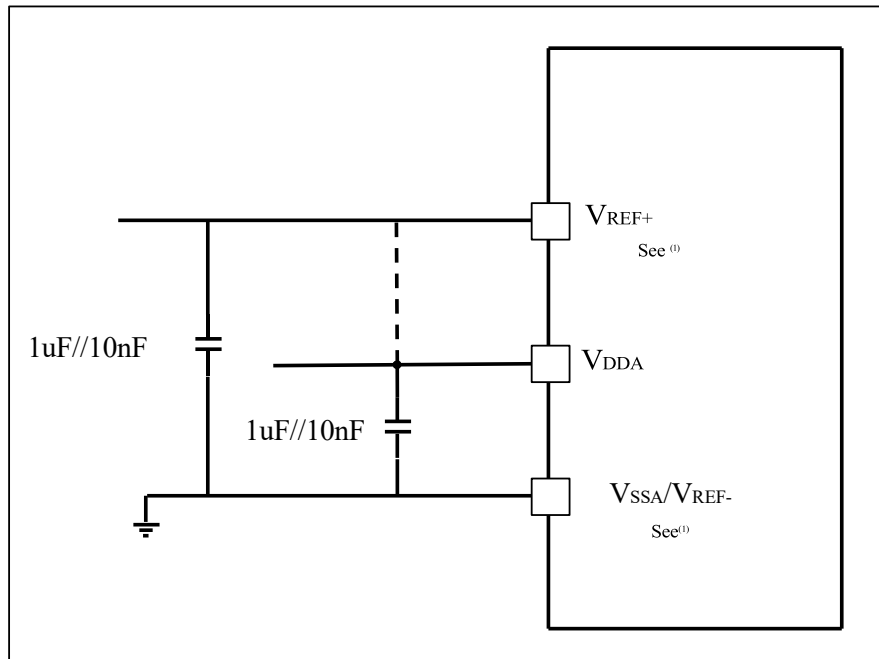 VREF+
See (1)
1uF//10nF
VDDA
1uF//10nF
VSSA/VREF-
See(1)